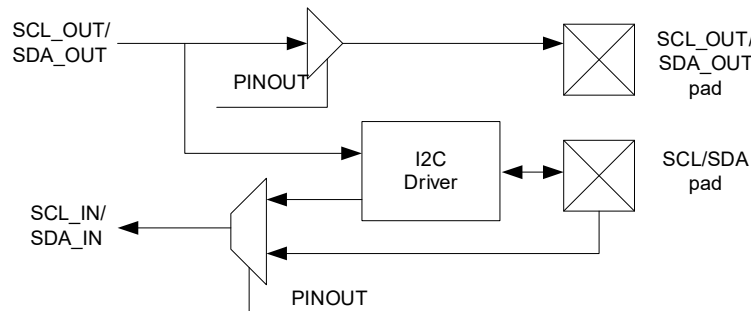 SCL_OUT/
SDA_OUT
PINOUT
SCL_OUT/
SDA_OUT
pad
I2C
Driver
SCL/SDA
pad
SCL_IN/
SDA_IN
PINOUT